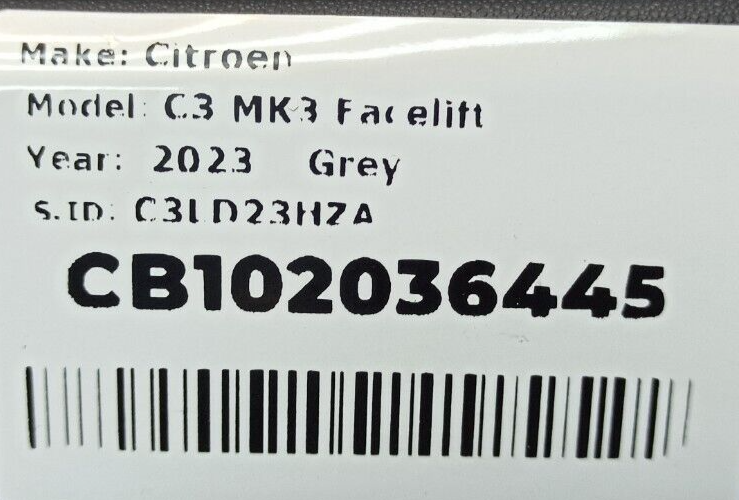 Make: Citroen
Model: C3 MK3 Facelift
Year: 2023 Grey
S.ID: C3LD23HZA
CB102036445